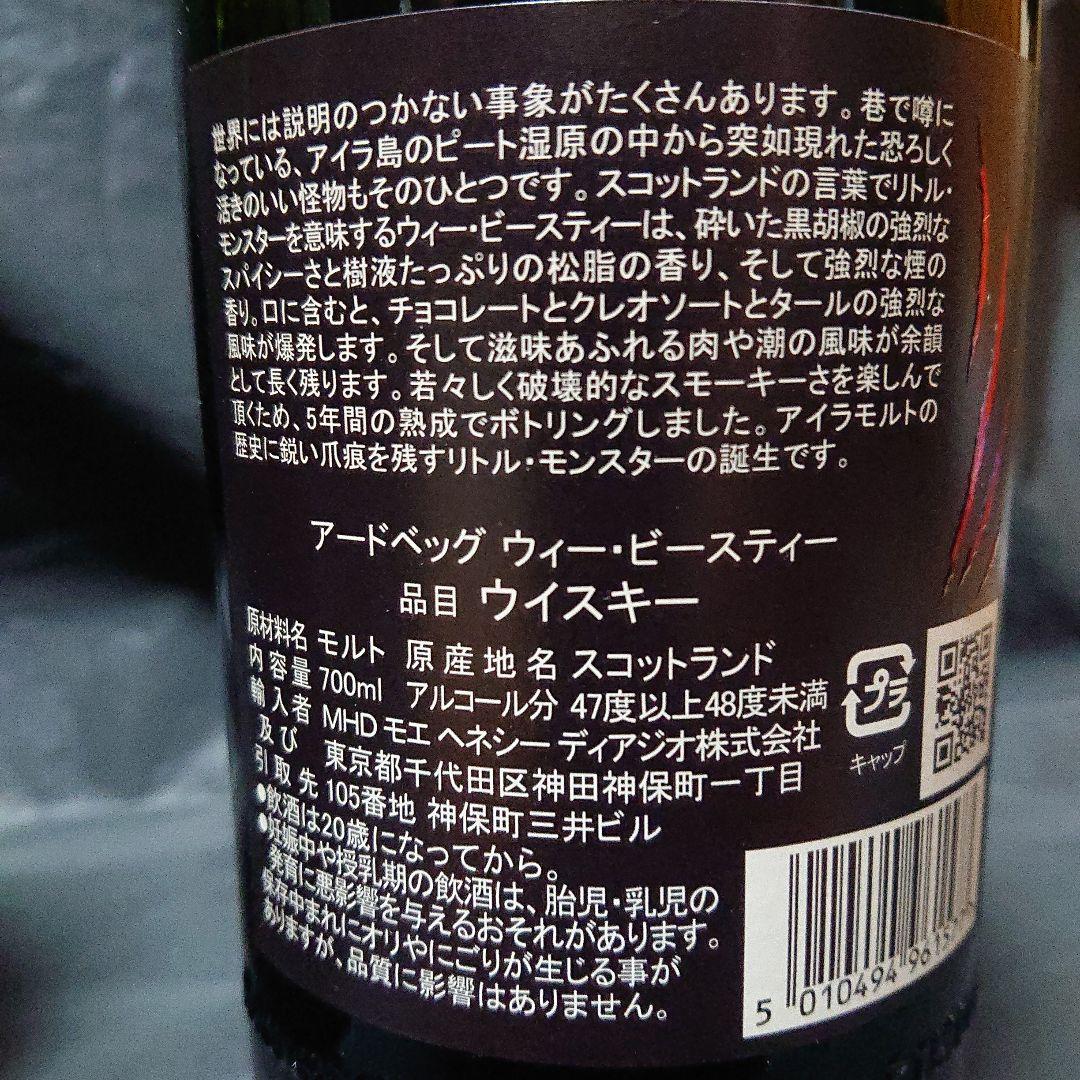 世界には説明のつかない事象がたくさんあります。巷で噂に
なっている、アイラ島のピート湿原の中から突如現れた恐ろしく
活きのいい怪物もそのひとつです。スコットランドの言葉でリトル・
モンスターを意味するウィー・ビースティーは、砕いた黒胡椒の強烈な
スパイシーさと樹液たっぷりの松脂の香り、そして強烈な煙の
香り。口に含むと、チョコレートとクレオソートとタールの強烈な
風味が爆発します。そして滋味あふれる肉や潮の風味が余韻
として長く残ります。若々しく破壊的なスモーキーさを楽しんで
頂くため、5年間の熟成でボトリングしました。アイラモルトの
歴史に鋭い爪痕を残すリトル・モンスターの誕生です。
アードベッグ ウィー・ビースティー
品目 ウイスキー
原材料名 モルト 原産地名 スコットランド
内容量 700ml アルコール分 47度以上48度未満
輸入者 MHD モエ ヘネシー ディアジオ株式会社
及び 東京都千代田区神田神保町一丁目
引取先 105番地 神保町三井ビル
●飲酒は20歳になってから。
●妊娠中や授乳期の飲酒は、胎児・乳児の
発育に悪影響を与えるおそれがあります。
保存中まれにオリやにごりが生じる事が
ありますが、品質に影響はありません。
プラ
キャップ
5 010494 961